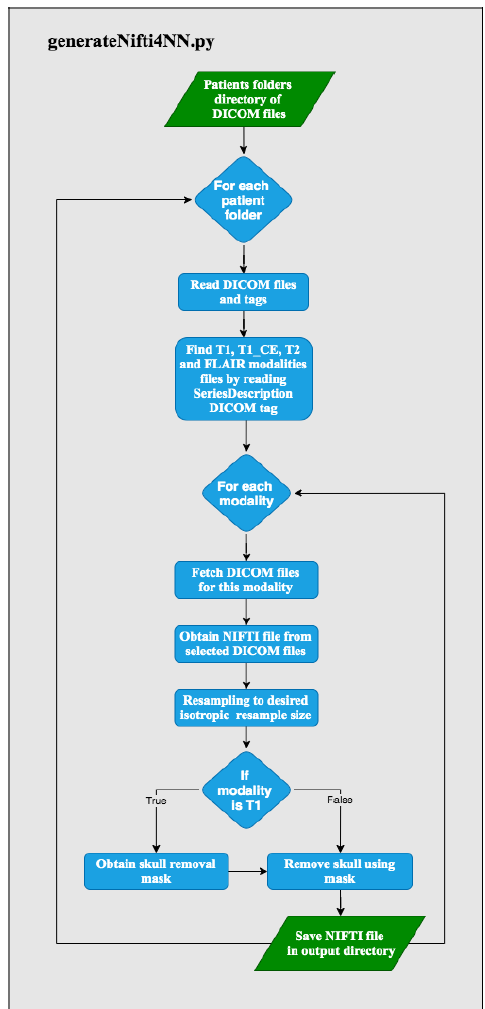 generateNifti4NN.py
Patients folders
directory of
DICOM files
For each
patient
folder
Read DICOM files
and tags
Find T1, T1_CE, T2
and FLAIR modalities
files by reading
SeriesDescription
DICOM tag
For each
modality
Fetch DICOM files
for this modality
Obtain NIFTI file from
selected DICOM files
Resampling to desired
isotropic resample size
If
modality
is T1
True
False
Obtain skull removal
mask
Remove skull using
mask
Save NIFTI file
in output directory